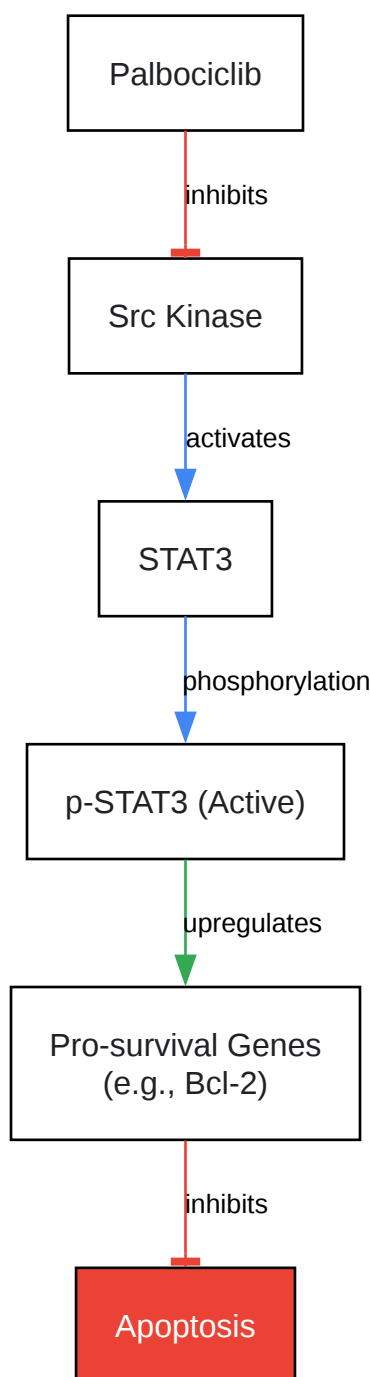 Palbociclib
inhibits
Src Kinase
activates
STAT3
phosphorylation
p-STAT3 (Active)
upregulates
Pro-survival Genes
(e.g., Bcl-2)
inhibits
Apoptosis